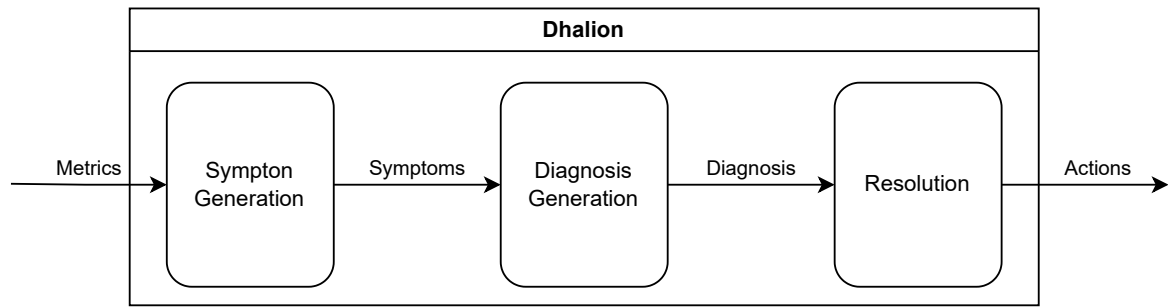 Dhalion
Metrics
Sympton
Generation
Symptoms
Diagnosis
Generation
Diagnosis
Resolution
Actions